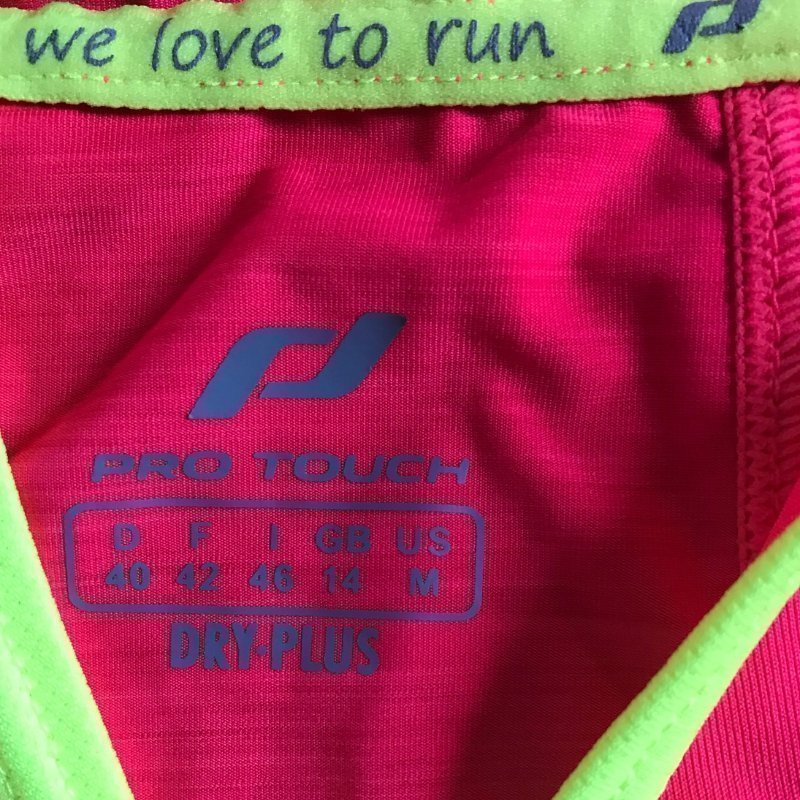 we love to run
PRO TOUCH
D F I GB US
40 42 46 14 M
DRY·PLUS